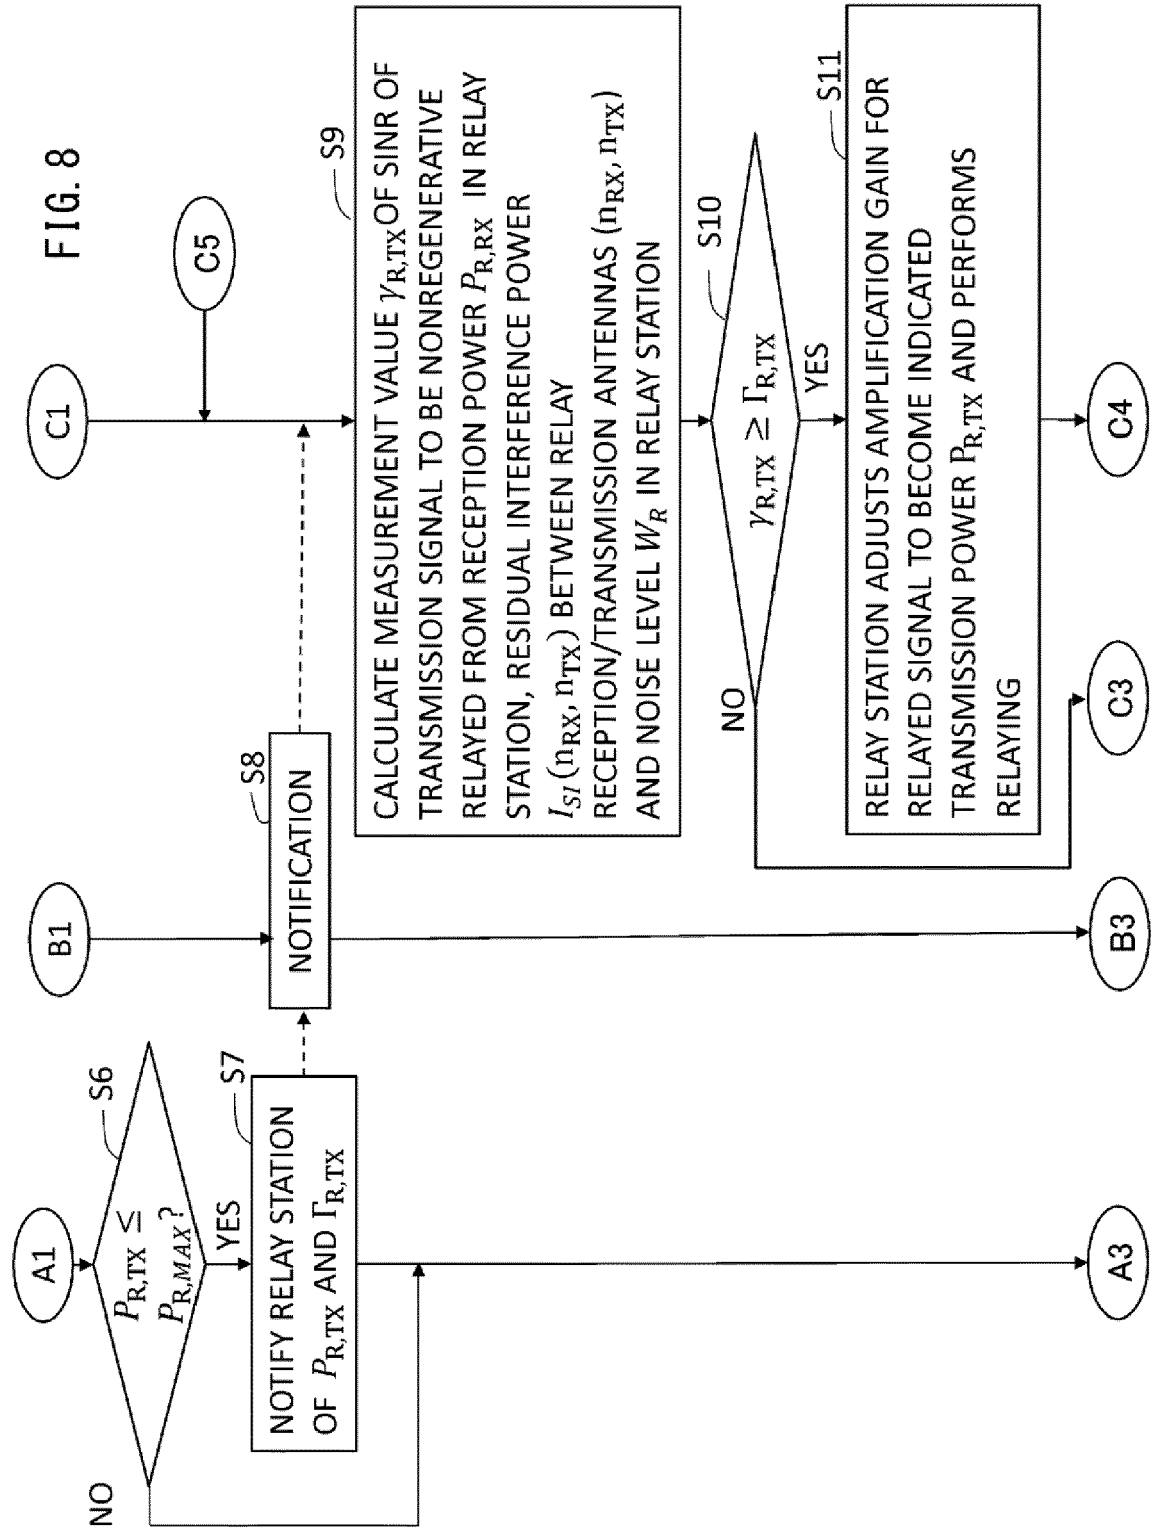 FIG. 8
A1
B1
C1
C5
S6
P_R,TX ≤
P_R,MAX?
NO
YES
S7
NOTIFY RELAY STATION
OF P_R,TX AND Γ_R,TX
S8
NOTIFICATION
S9
CALCULATE MEASUREMENT VALUE γ_R,TX OF SINR OF
TRANSMISSION SIGNAL TO BE NONREGENERATIVE
RELAYED FROM RECEPTION POWER P_R,RX IN RELAY
STATION, RESIDUAL INTERFERENCE POWER
I_SI (n_RX, n_TX) BETWEEN RELAY
RECEPTION/TRANSMISSION ANTENNAS (n_RX, n_TX)
AND NOISE LEVEL W_R IN RELAY STATION
S10
γ_R,TX ≥ Γ_R,TX
NO
YES
S11
RELAY STATION ADJUSTS AMPLIFICATION GAIN FOR
RELAYED SIGNAL TO BECOME INDICATED
TRANSMISSION POWER P_R,TX AND PERFORMS
RELAYING
A3
B3
C3
C4